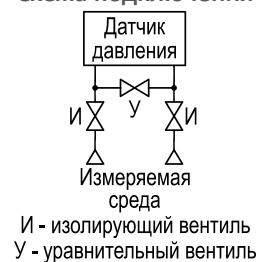 Датчик
давления
И У И
Измеряемая
среда
И - изолирующий вентиль
У - уравнительный вентиль